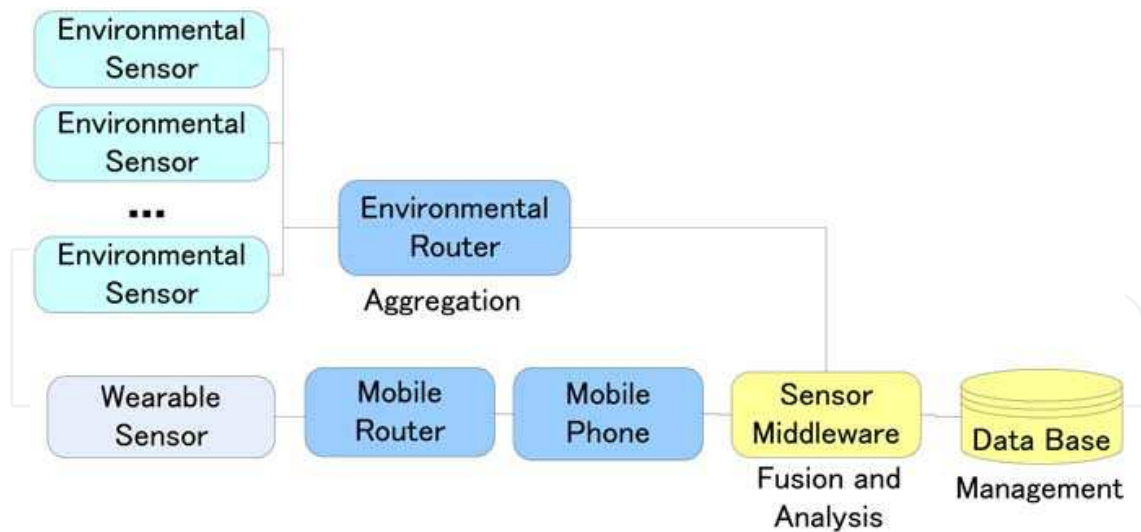 Environmental
Sensor
Environmental
Sensor
...
Environmental
Sensor
Environmental
Router
Aggregation
Wearable
Sensor
Mobile
Router
Mobile
Phone
Sensor
Middleware
Fusion and
Analysis
Data Base
Management